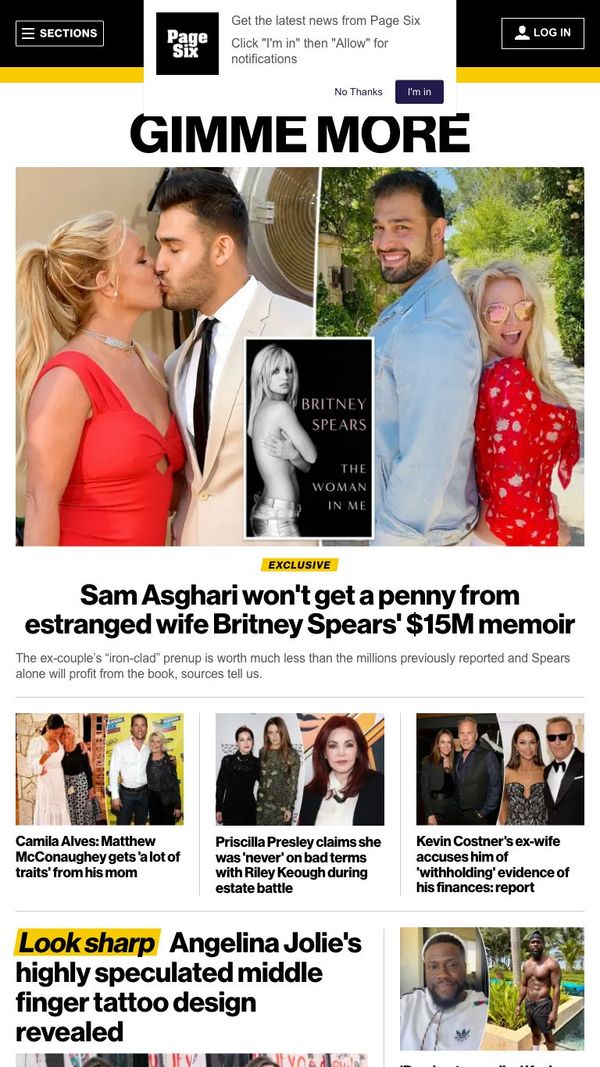 SECTIONS
Page
Six
Get the latest news from Page Six
Click "I'm in" then "Allow" for
notifications
No Thanks
I'm in
LOG IN
GIMME MORE
BRITNEY
SPEARS
THE
WOMAN
IN ME
EXCLUSIVE
Sam Asghari won't get a penny from
estranged wife Britney Spears' $15M memoir
The ex-couple's “iron-clad” prenup is worth much less than the millions previously reported and Spears
alone will profit from the book, sources tell us.
Camila Alves: Matthew
McConaughey gets 'a lot of
traits' from his mom
Priscilla Presley claims she
was 'never' on bad terms
with Riley Keough during
estate battle
Kevin Costner's ex-wife
accuses him of
'withholding' evidence of
his finances: report
Look sharp Angelina Jolie's
highly speculated middle
finger tattoo design
revealed